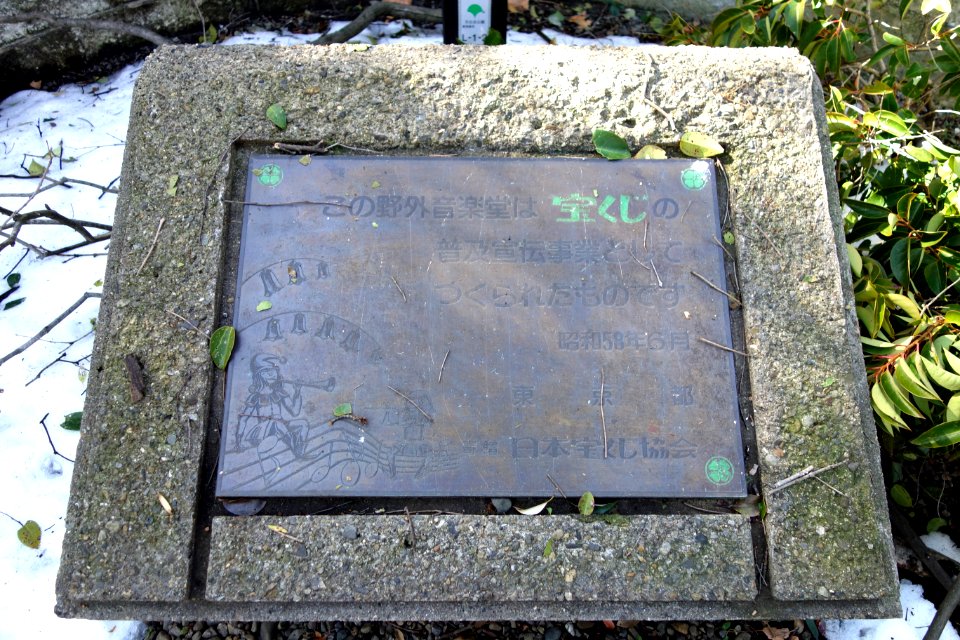 この野外音楽堂は宝くじの
普及宣伝事業として
つくられたものです
昭和58年6月
東京都
日本宝くじ協会